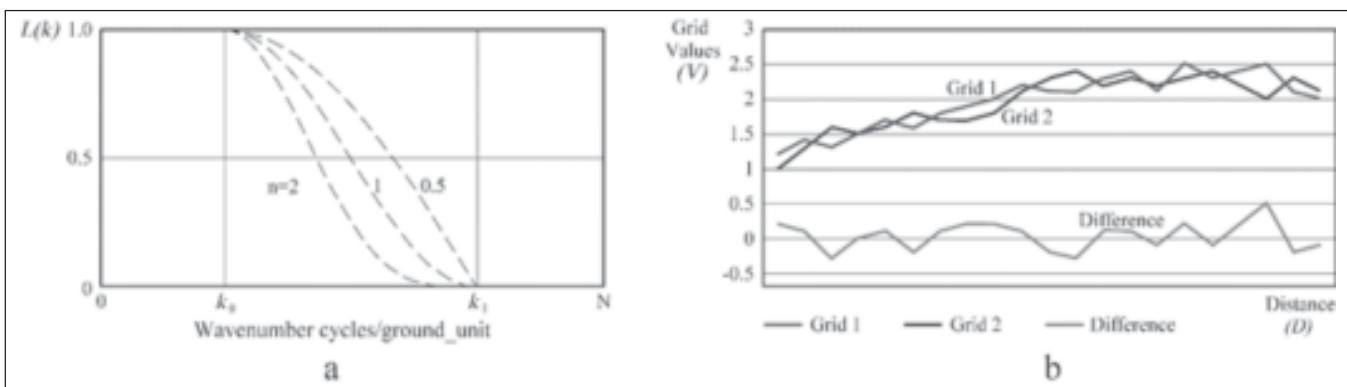 L(k)
1.0
0.5
0
n=2
1
0.5
0
k₀
k₁
N
Wavenumber cycles/ground_unit
a
Grid
Values
(V)
3
2.5
2
1.5
1
0.5
0
-0.5
Grid 1
Grid 2
Difference
Distance
(D)
Grid 1 Grid 2 Difference
b